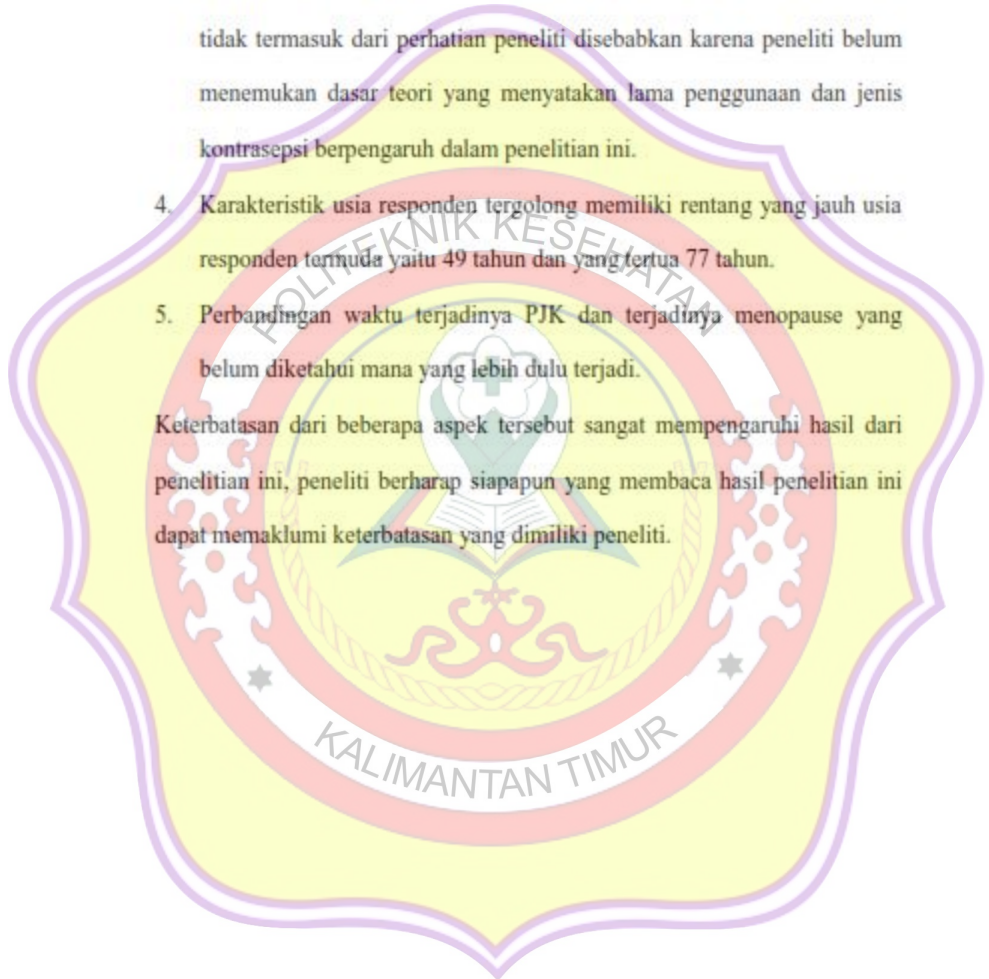 tidak termasuk dari perhatian peneliti disebabkan karena peneliti belum
menemukan dasar teori yang menyatakan lama penggunaan dan jenis
kontrasepsi berpengaruh dalam penelitian ini.
4. Karakteristik usia responden tergolong memiliki rentang yang jauh usia
responden termuda yaitu 49 tahun dan yang tertua 77 tahun.
5. Perbandingan waktu terjadinya PJK dan terjadinya menopause yang
belum diketahui mana yang lebih dulu terjadi.
Keterbatasan dari beberapa aspek tersebut sangat mempengaruhi hasil dari
penelitian ini, peneliti berharap siapapun yang membaca hasil penelitian ini
dapat memaklumi keterbatasan yang dimiliki peneliti.
POLITEKNIK KESEHATAN
KALIMANTAN TIMUR